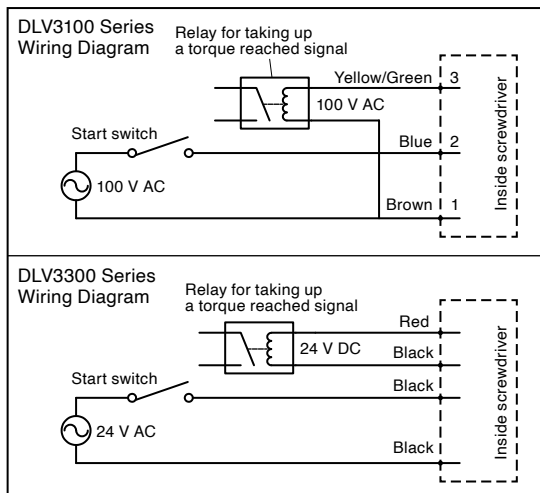 DLV3100 Series
Wiring Diagram
Relay for taking up
a torque reached signal
Yellow/Green 3
100 V AC
Start switch
Blue 2
100 V AC
Brown 1
Inside screwdriver
DLV3300 Series
Wiring Diagram
Relay for taking up
a torque reached signal
Red
24 V DC
Black
Start switch
Black
24 V AC
Black
Inside screwdriver